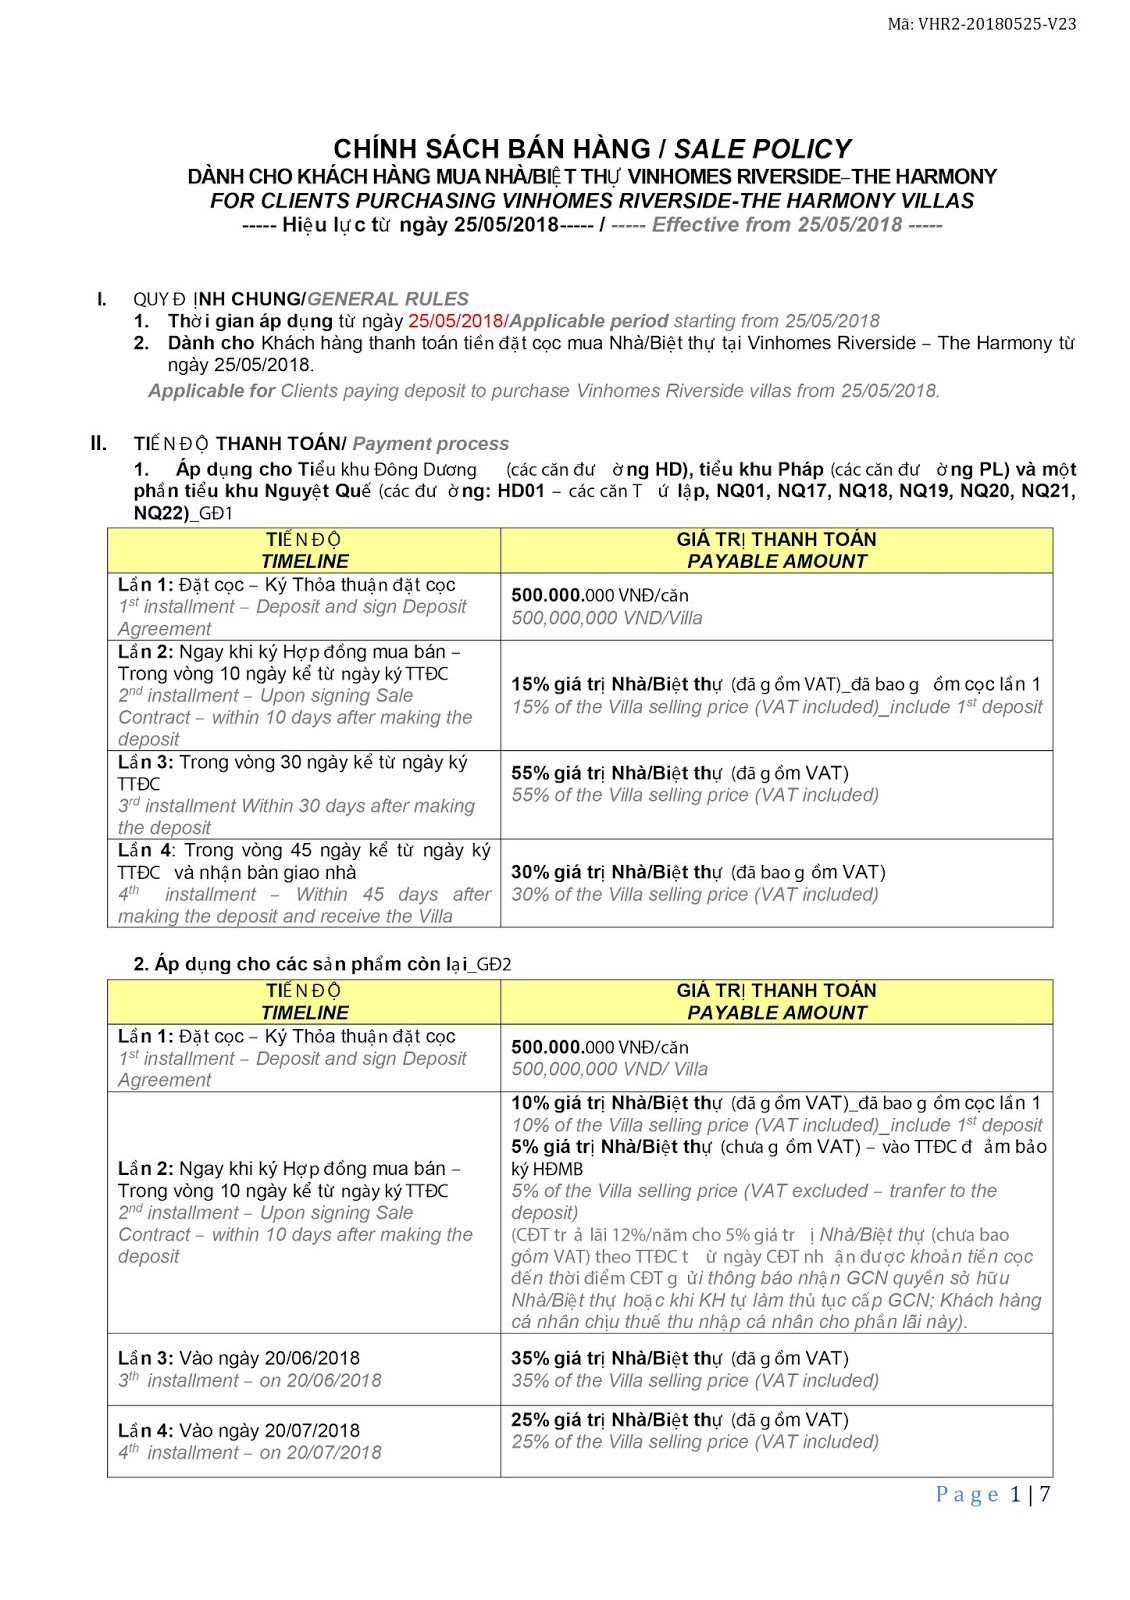 Mã: VHR2-20180525-V23
CHÍNH SÁCH BÁN HÀNG / SALE POLICY
DÀNH CHO KHÁCH HÀNG MUA NHÀ/BIỆT THỰ VINHOMES RIVERSIDE–THE HARMONY
FOR CLIENTS PURCHASING VINHOMES RIVERSIDE-THE HARMONY VILLAS
----- Hiệu lực từ ngày 25/05/2018----- / ----- Effective from 25/05/2018 -----
I. QUY ĐỊNH CHUNG/GENERAL RULES
1. Thời gian áp dụng từ ngày 25/05/2018/Applicable period starting from 25/05/2018
2. Dành cho Khách hàng thanh toán tiền đặt cọc mua Nhà/Biệt thự tại Vinhomes Riverside – The Harmony từ
ngày 25/05/2018.
Applicable for Clients paying deposit to purchase Vinhomes Riverside villas from 25/05/2018.
II. TIẾN ĐỘ THANH TOÁN/ Payment process
1. Áp dụng cho Tiểu khu Đông Dương (các căn đường HD), tiểu khu Pháp (các căn đường PL) và một
phần tiểu khu Nguyệt Quế (các đường: HD01 – các căn Tứ lập, NQ01, NQ17, NQ18, NQ19, NQ20, NQ21,
NQ22)_GĐ1
TIẾN ĐỘ
TIMELINE
GIÁ TRỊ THANH TOÁN
PAYABLE AMOUNT
Lần 1: Đặt cọc – Ký Thỏa thuận đặt cọc
1st installment – Deposit and sign Deposit
Agreement
500.000.000 VNĐ/căn
500,000,000 VND/Villa
Lần 2: Ngay khi ký Hợp đồng mua bán –
Trong vòng 10 ngày kể từ ngày ký TTĐC
2nd installment – Upon signing Sale
Contract – within 10 days after making the
deposit
15% giá trị Nhà/Biệt thự (đã gồm VAT)_đã bao gồm cọc lần 1
15% of the Villa selling price (VAT included)_include 1st deposit
Lần 3: Trong vòng 30 ngày kể từ ngày ký
TTĐC
3rd installment Within 30 days after making
the deposit
55% giá trị Nhà/Biệt thự (đã gồm VAT)
55% of the Villa selling price (VAT included)
Lần 4: Trong vòng 45 ngày kể từ ngày ký
TTĐC và nhận bàn giao nhà
4th installment – Within 45 days after
making the deposit and receive the Villa
30% giá trị Nhà/Biệt thự (đã bao gồm VAT)
30% of the Villa selling price (VAT included)
2. Áp dụng cho các sản phẩm còn lại_GĐ2
TIẾN ĐỘ
TIMELINE
GIÁ TRỊ THANH TOÁN
PAYABLE AMOUNT
Lần 1: Đặt cọc – Ký Thỏa thuận đặt cọc
1st installment – Deposit and sign Deposit
Agreement
500.000.000 VNĐ/căn
500,000,000 VND/ Villa
Lần 2: Ngay khi ký Hợp đồng mua bán –
Trong vòng 10 ngày kể từ ngày ký TTĐC
2nd installment – Upon signing Sale
Contract – within 10 days after making the
deposit
10% giá trị Nhà/Biệt thự (đã gồm VAT)_đã bao gồm cọc lần 1
10% of the Villa selling price (VAT included)_include 1st deposit
5% giá trị Nhà/Biệt thự (chưa gồm VAT) – vào TTĐC đảm bảo
ký HĐMB
5% of the Villa selling price (VAT excluded – tranfer to the
deposit)
(CĐT trả lãi 12%/năm cho 5% giá trị Nhà/Biệt thự (chưa bao
gồm VAT) theo TTĐC từ ngày CĐT nhận được khoản tiền cọc
đến thời điểm CĐT gửi thông báo nhận GCN quyền sở hữu
Nhà/Biệt thự hoặc khi KH tự làm thủ tục cấp GCN; Khách hàng
cá nhân chịu thuế thu nhập cá nhân cho phần lãi này).
Lần 3: Vào ngày 20/06/2018
3th installment – on 20/06/2018
35% giá trị Nhà/Biệt thự (đã gồm VAT)
35% of the Villa selling price (VAT included)
Lần 4: Vào ngày 20/07/2018
4th installment – on 20/07/2018
25% giá trị Nhà/Biệt thự (đã gồm VAT)
25% of the Villa selling price (VAT included)
Page 1|7